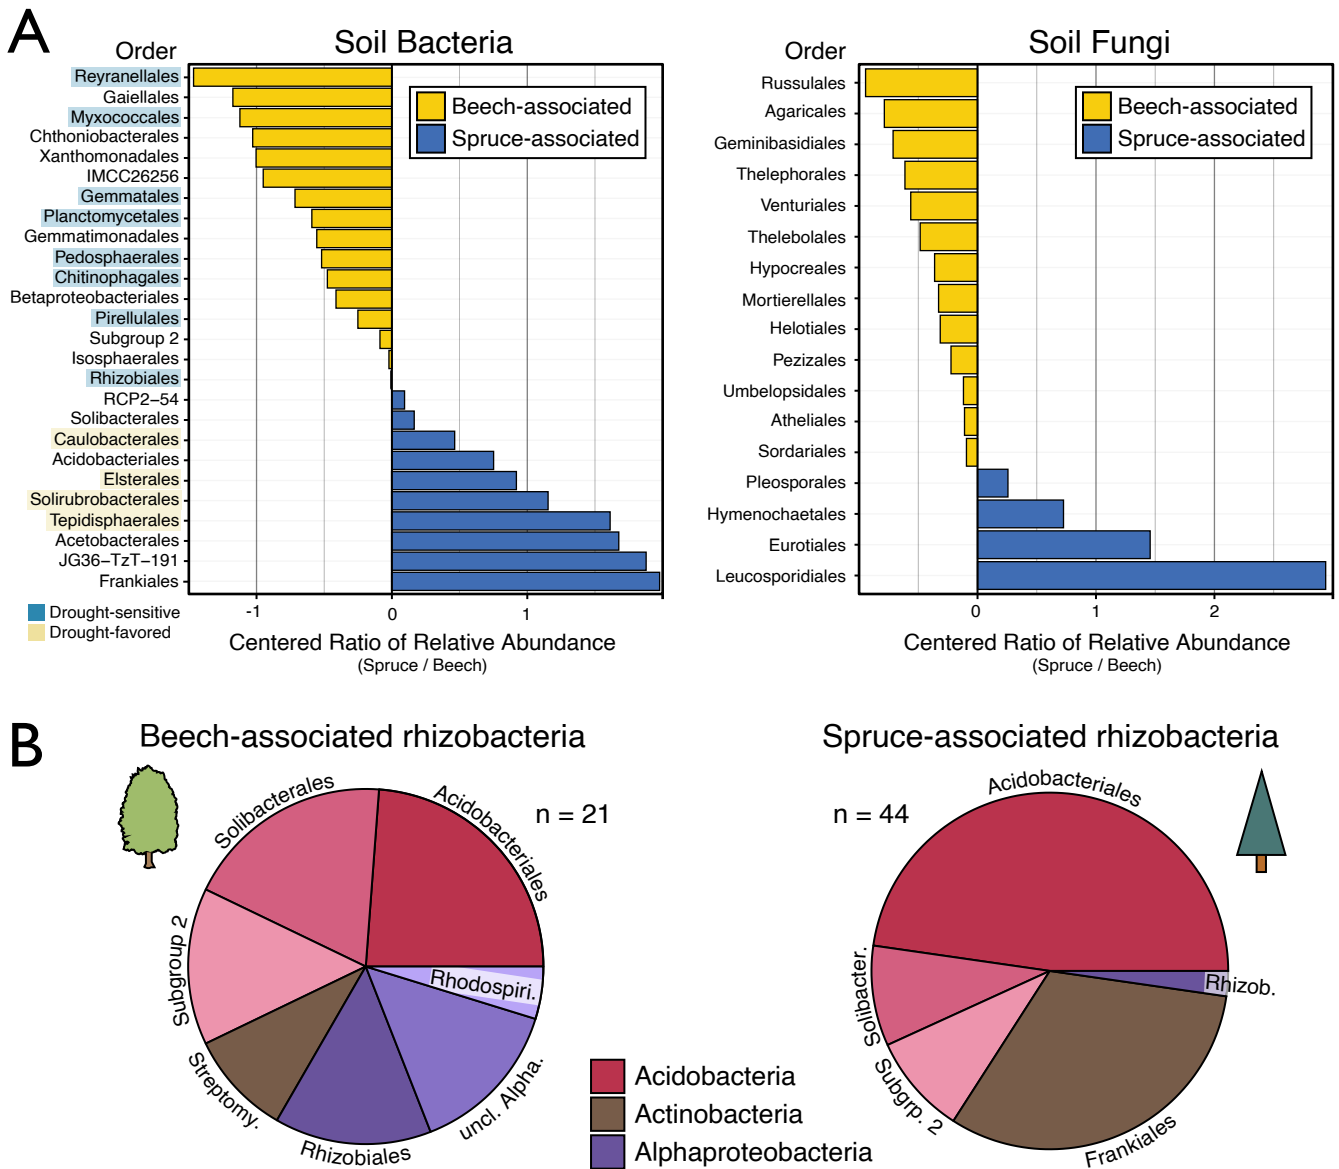 A
Soil Bacteria
Order
Reyranellales
Gaiellales
Myxococcales
Chthoniobacterales
Xanthomonadales
IMCC26256
Gemmatales
Planctomycetales
Gemmatimonadales
Pedosphaerales
Chitinophagales
Betaproteobacteriales
Pirellulales
Subgroup 2
Isosphaerales
Rhizobiales
RCP2−54
Solibacterales
Caulobacterales
Acidobacteriales
Elsterales
Solirubrobacterales
Tepidisphaerales
Acetobacterales
JG36−TzT−191
Frankiales
Beech-associated
Spruce-associated
Drought-sensitive
Drought-favored
-1 0 1
Centered Ratio of Relative Abundance
(Spruce / Beech)
Soil Fungi
Order
Russulales
Agaricales
Geminibasidiales
Thelephorales
Venturiales
Thelebolales
Hypocreales
Mortierellales
Helotiales
Pezizales
Umbelopsidales
Atheliales
Sordariales
Pleosporales
Hymenochaetales
Eurotiales
Leucosporidiales
Beech-associated
Spruce-associated
0 1 2
Centered Ratio of Relative Abundance
(Spruce / Beech)
B
Beech-associated rhizobacteria
n = 21
Solibacterales
Acidobacteriales
Subgroup 2
Rhodospiri.
Streptomy.
Rhizobiales
uncl. Alpha.
Spruce-associated rhizobacteria
n = 44
Acidobacteriales
Solibacter.
Rhizob.
Subgrp. 2
Frankiales
Acidobacteria
Actinobacteria
Alphaproteobacteria